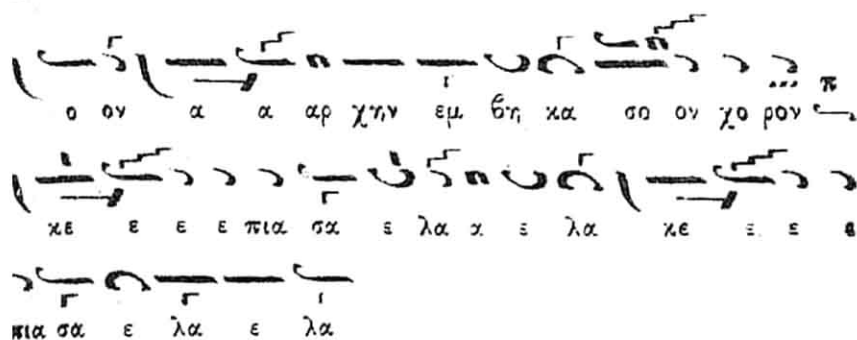 ο ον α α αρ χην εμ βη κα σο ον χο ρον π
κε ε ε ε πια σα ε λα α ε λα κε ε ε ε
πια σα ε λα ε λα